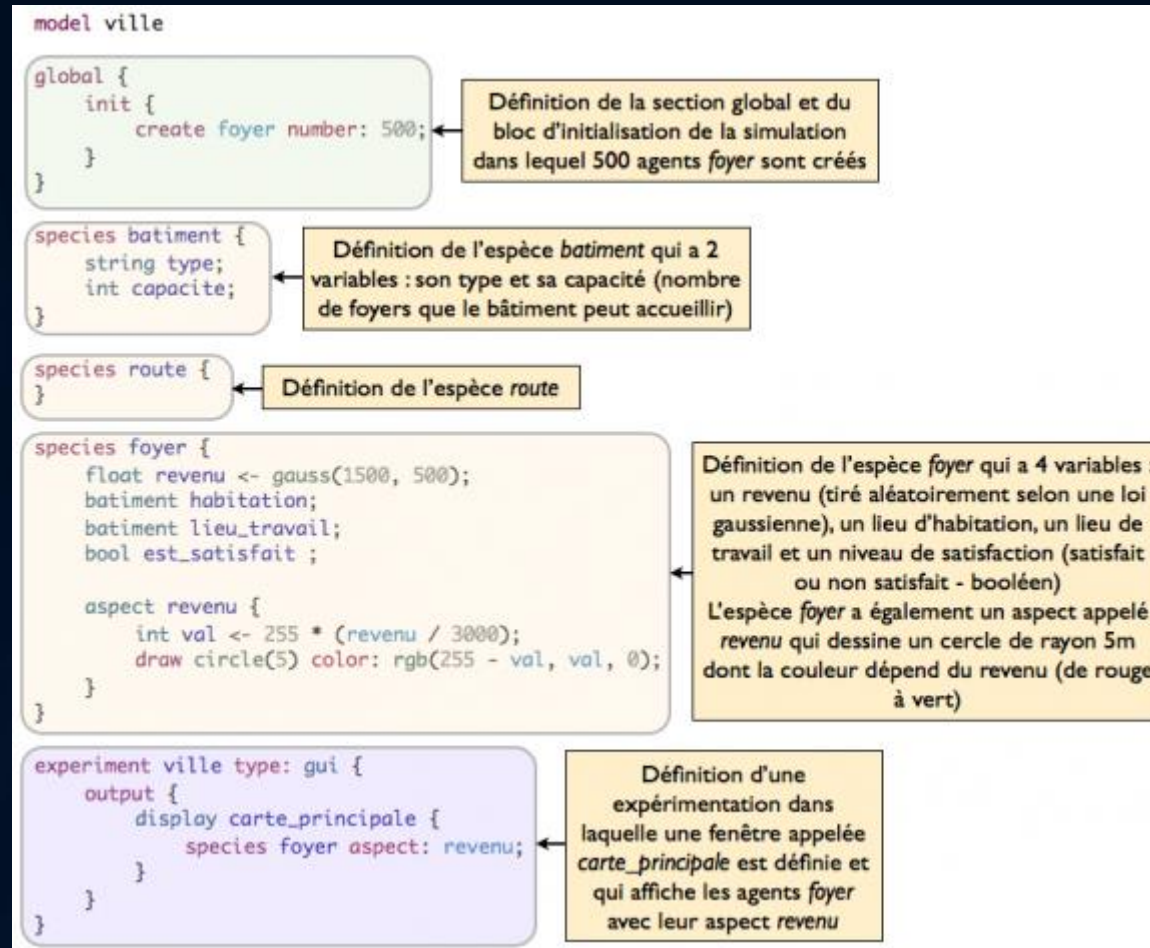 model ville
global {
init {
create foyer number: 500;
}
}
Définition de la section global et du
bloc d'initialisation de la simulation
dans lequel 500 agents foyer sont créés
species batiment {
string type;
int capacite;
}
Définition de l'espèce batiment qui a 2
variables : son type et sa capacité (nombre
de foyers que le bâtiment peut accueillir)
species route {
}
Définition de l'espèce route
species foyer {
float revenu <- gauss(1500, 500);
batiment habitation;
batiment lieu_travail;
bool est_satisfait ;
aspect revenu {
int val <- 255 * (revenu / 3000);
draw circle(5) color: rgb(255 - val, val, 0);
}
}
Définition de l'espèce foyer qui a 4 variables :
un revenu (tiré aléatoirement selon une loi
gaussienne), un lieu d'habitation, un lieu de
travail et un niveau de satisfaction (satisfait
ou non satisfait - booléen)
L'espèce foyer a également un aspect appelé
revenu qui dessine un cercle de rayon 5m
dont la couleur dépend du revenu (de rouge
à vert)
experiment ville type: gui {
output {
display carte_principale {
species foyer aspect: revenu;
}
}
}
Définition d'une
expérimentation dans
laquelle une fenêtre appelée
carte_principale est définie et
qui affiche les agents foyer
avec leur aspect revenu